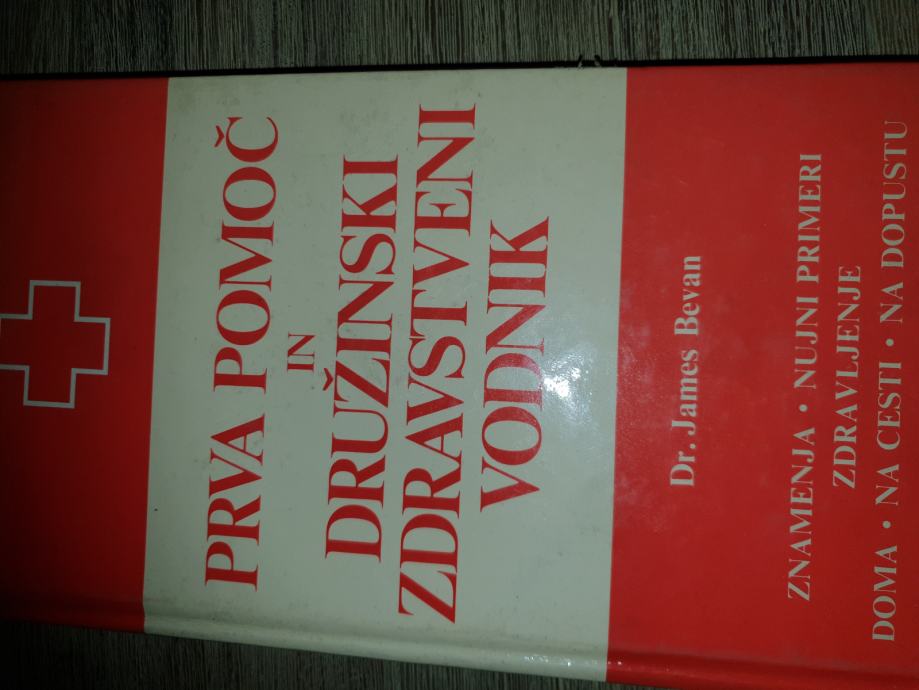 PRVA POMOČ
IN
DRUŽINSKI
ZDRAVSTVENI
VODNIK
Dr. James Bevan
ZNAMENJA • NUJNI PRIMERI
ZDRAVLJENJE
DOMA • NA CESTI • NA DOPUSTU